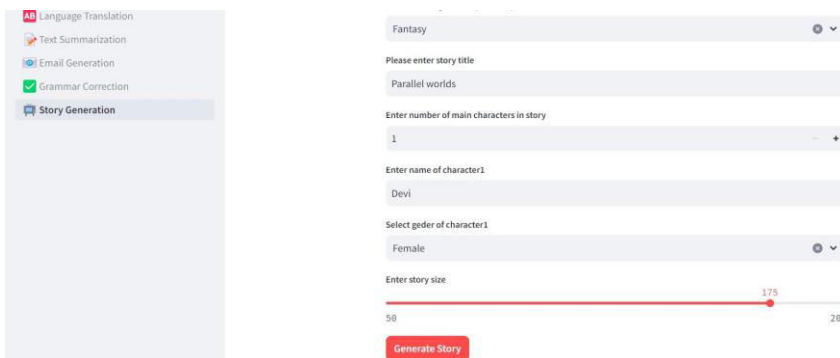 AB Language Translation
Text Summarization
Email Generation
Grammar Correction
Story Generation
Fantasy
Please enter story title
Parallel worlds
Enter number of main characters in story
1
Enter name of character1
Devi
Select geder of character1
Female
Enter story size
175
50
Generate Story